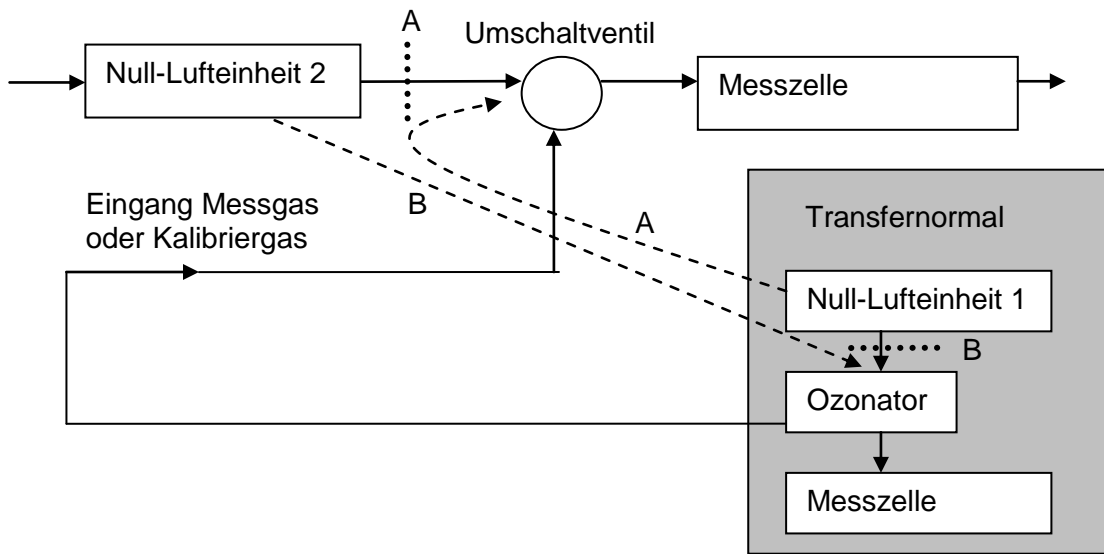 A
Umschaltventil
Null-Lufteinheit 2
Messzelle
Eingang Messgas
oder Kalibriergas
B
A
Transfernormal
Null-Lufteinheit 1
B
Ozonator
Messzelle